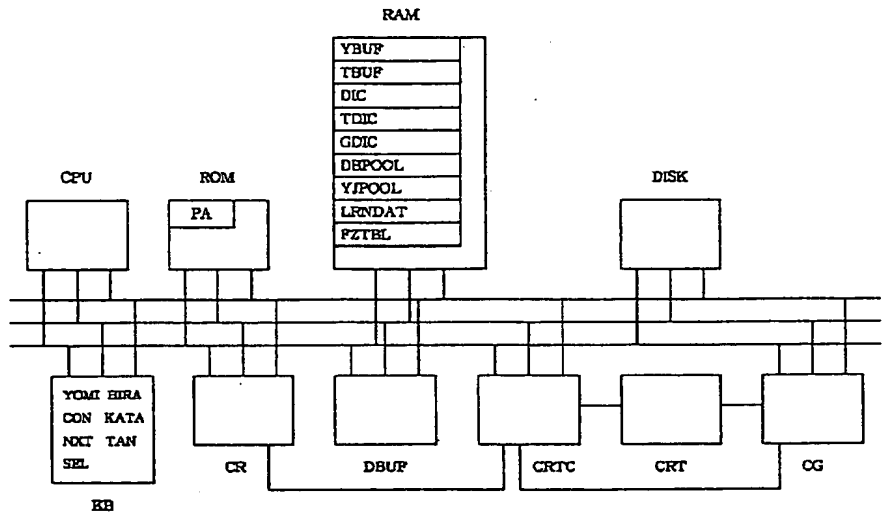 RAM
YBUF
TBUF
DIC
TDIC
GDIC
DBPOOL
YJPOOL
LRNDAT
FZTBL
CPU
ROM
DISK
PA
YOMI HIRA
CON KATA
NXT TAN
SEL
KB
CR
DBUF
CRTC
CRT
CG